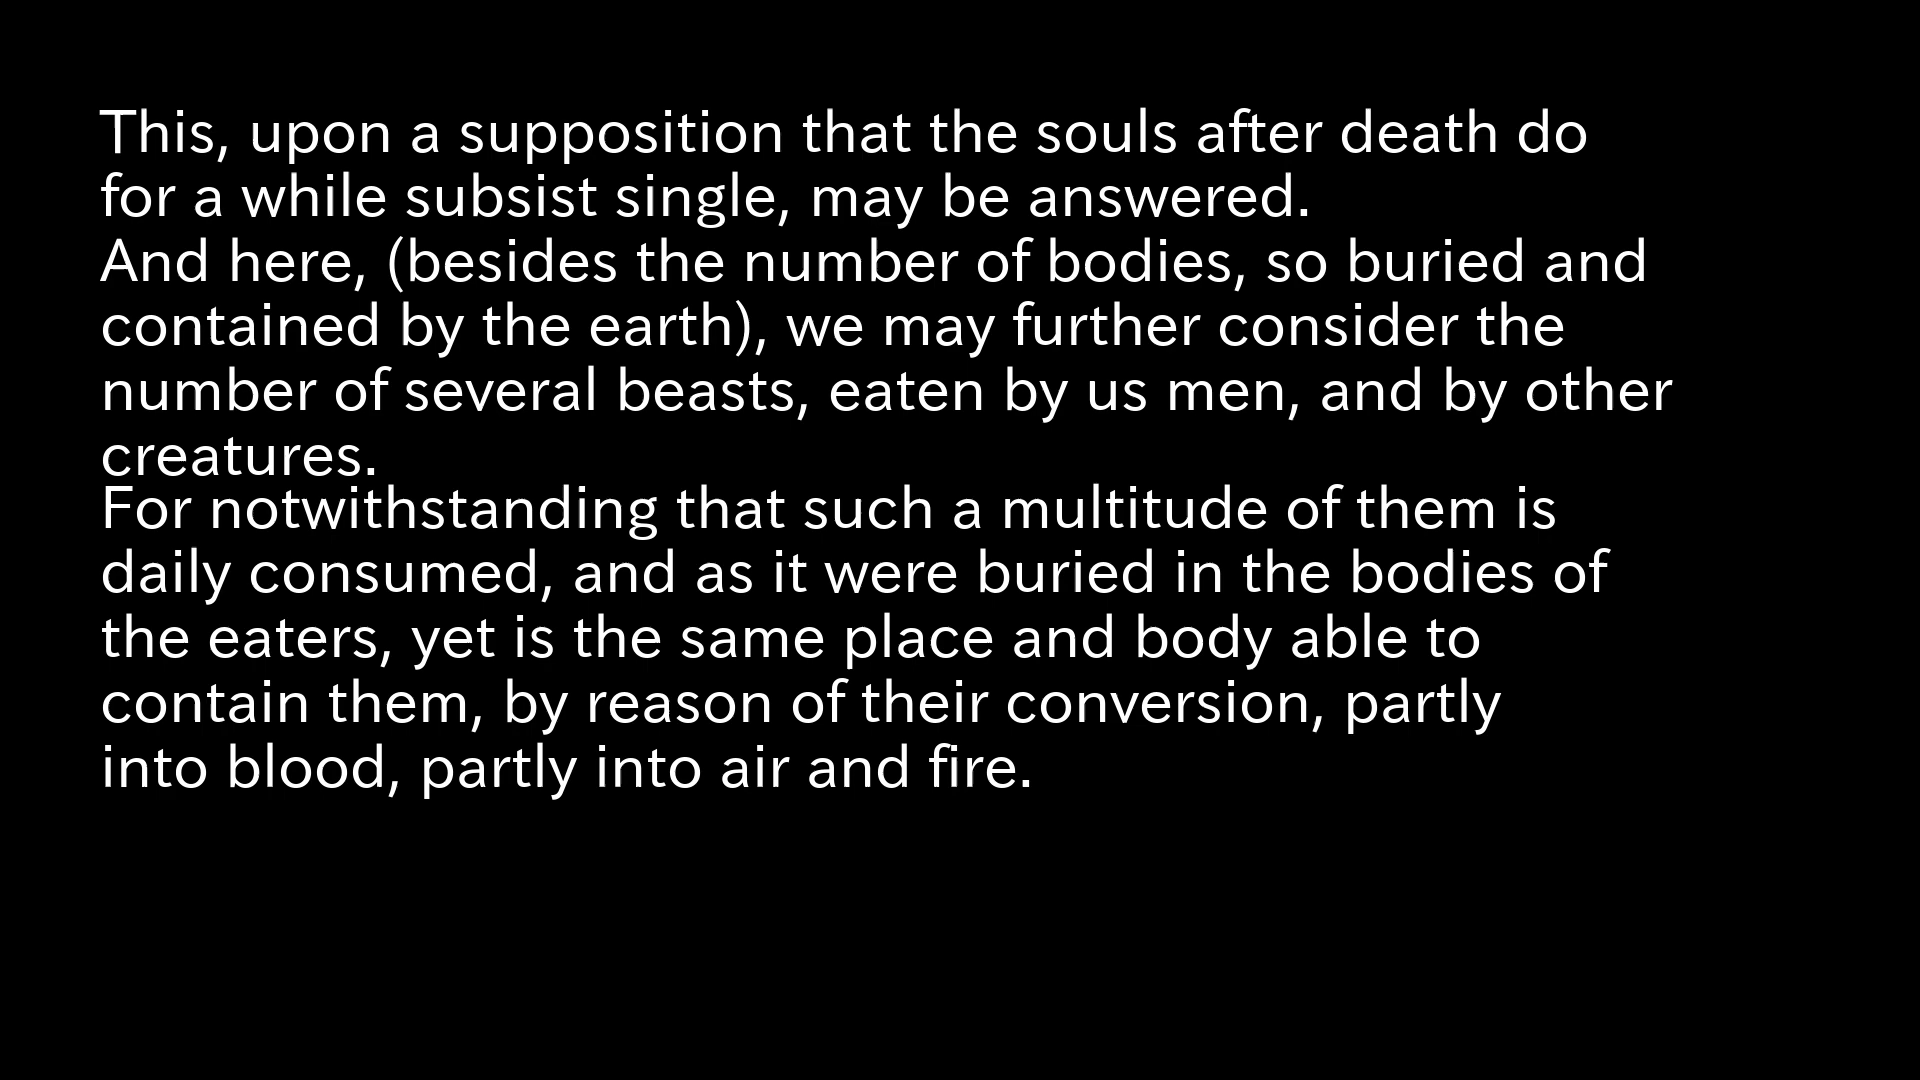 This, upon a supposition that the souls after death do
for a while subsist single, may be answered.
And here, (besides the number of bodies, so buried and
contained by the earth), we may further consider the
number of several beasts, eaten by us men, and by other
creatures.
For notwithstanding that such a multitude of them is
daily consumed, and as it were buried in the bodies of
the eaters, yet is the same place and body able to
contain them, by reason of their conversion, partly
into blood, partly into air and fire.